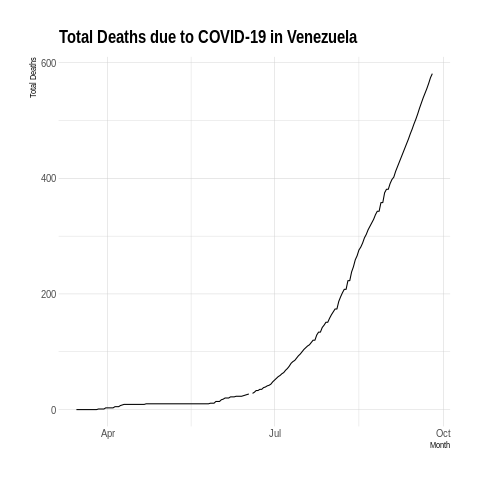 Total Deaths due to COVID-19 in Venezuela
Total Deaths
600
400
200
0
Apr
Jul
Oct
Month